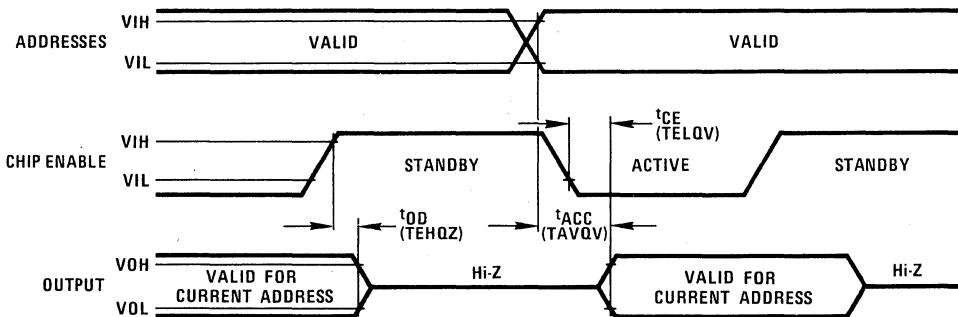 VIH
ADDRESSES VALID VALID
VIL
tCE
(TELQV)
VIH
CHIP ENABLE STANDBY ACTIVE STANDBY
VIL
tOD
(TEHQZ)
tACC
(TAVQV)
VOH
OUTPUT VALID FOR
CURRENT ADDRESS Hi-Z VALID FOR
CURRENT ADDRESS Hi-Z
VOL